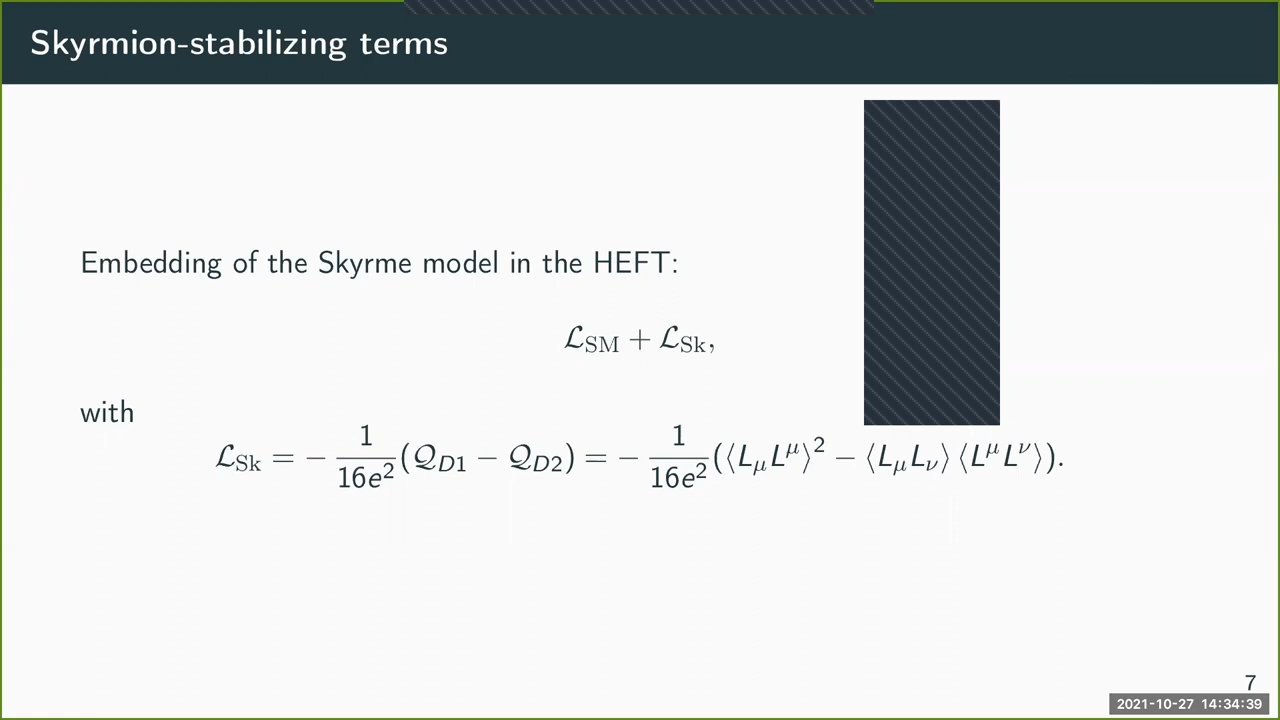 Skyrmion-stabilizing terms
Embedding of the Skyrme model in the HEFT:
ℒ_SM + ℒ_Sk,
with
ℒ_Sk = − 1/(16e²) (𝒬_D1 − 𝒬_D2) = − 1/(16e²) (⟨L_μ L^μ⟩² − ⟨L_μ L_ν⟩ ⟨L^μ L^ν⟩).
7
2021-10-27 14:34:39